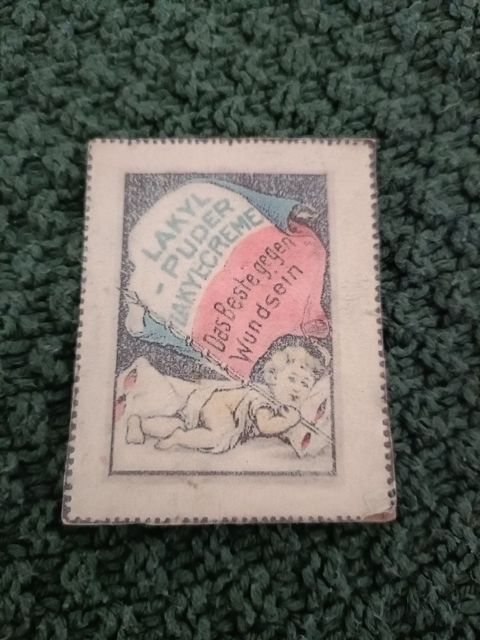 LAKYL
- PUDER
LAKYLCREME
Das Beste gegen
Wundsein